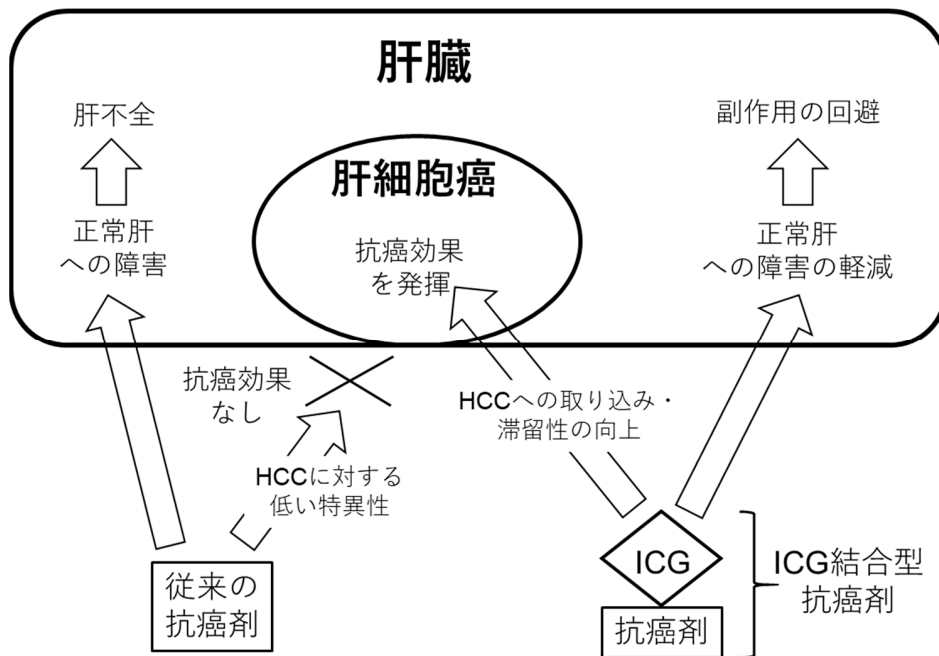 肝臓
肝不全
副作用の回避
肝細胞癌
正常肝
への障害
抗癌効果
を発揮
正常肝
への障害の軽減
抗癌効果
なし
HCCへの取り込み・
滞留性の向上
HCCに対する
低い特異性
従来の
抗癌剤
ICG
抗癌剤
ICG結合型
抗癌剤